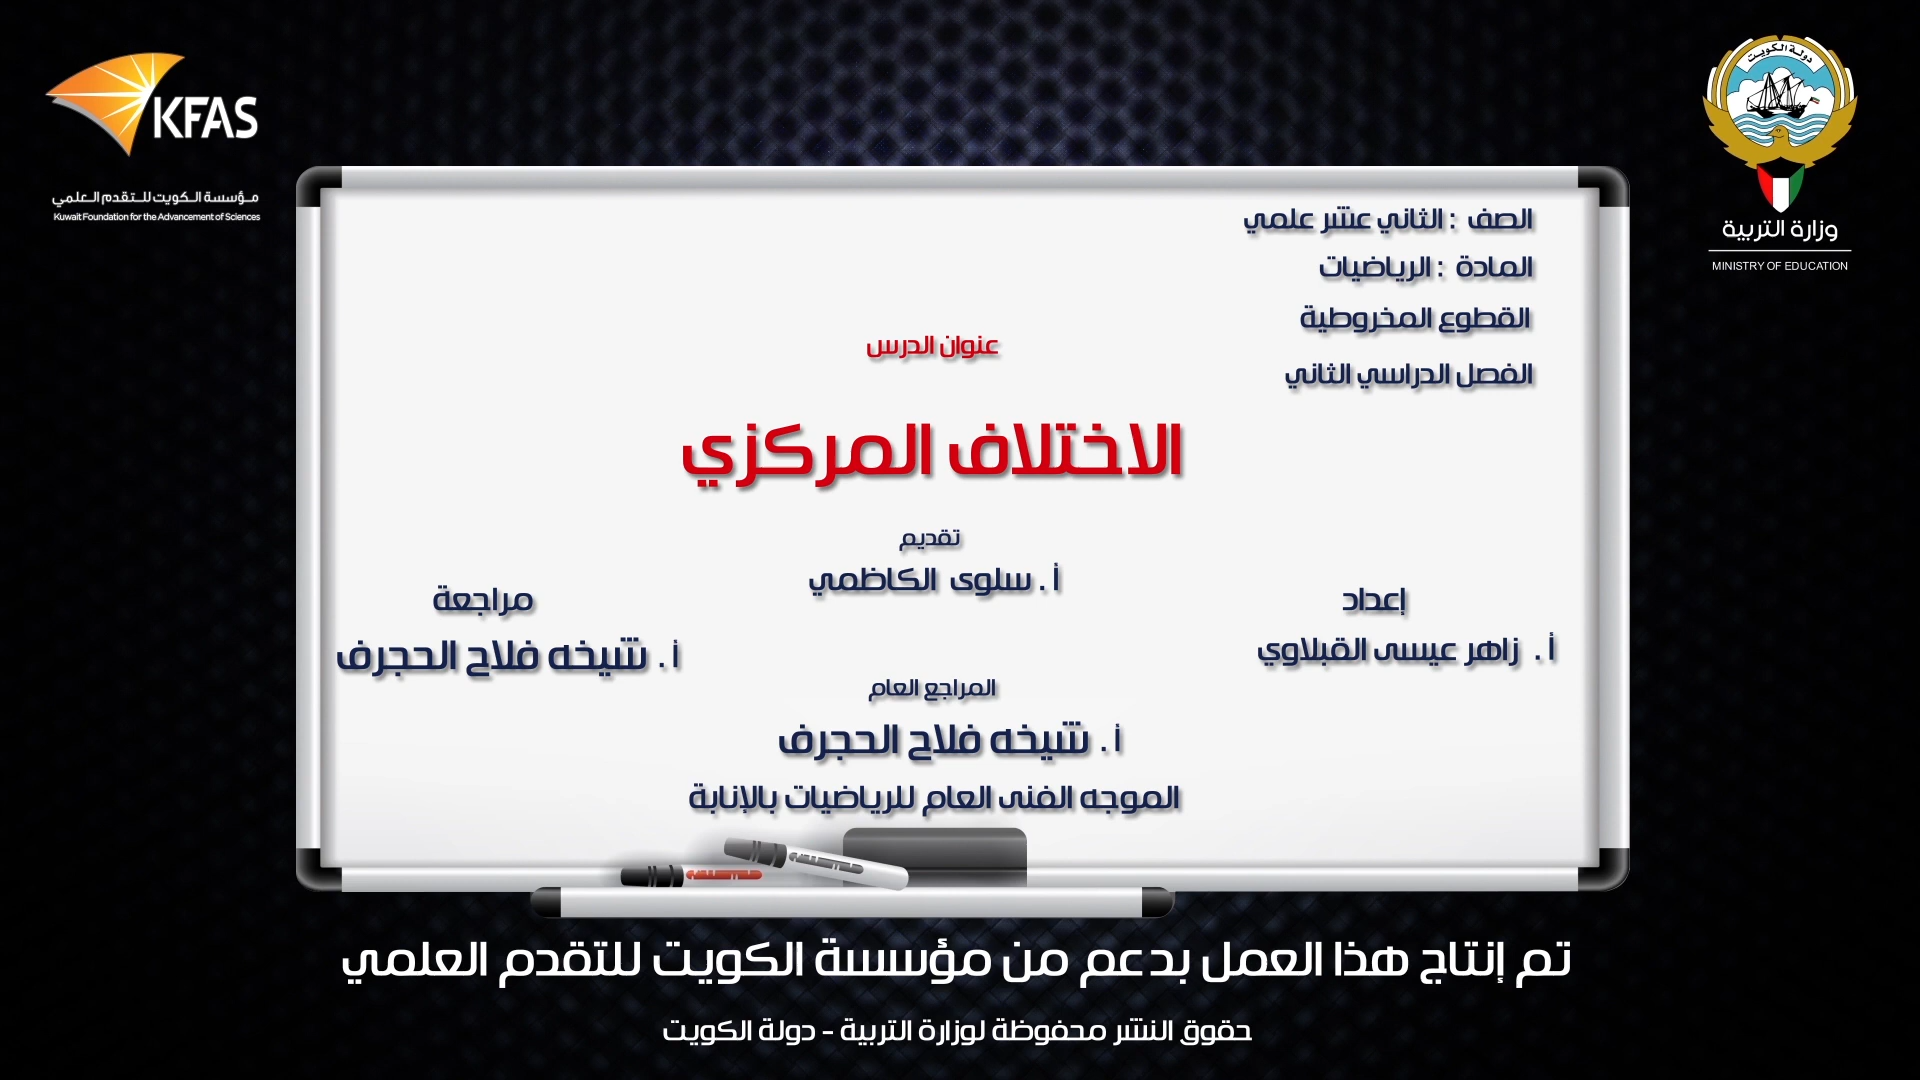 KFAS
مؤسسة الكويت للتقدم العلمي
Kuwait Foundation for the Advancement of Sciences
دولة الكويت
وزارة التربية
MINISTRY OF EDUCATION
الصف : الثاني عشر علمي
المادة : الرياضيات
القطوع المخروطية
الفصل الدراسي الثاني
عنوان الدرس
الاختلاف المركزي
تقديم
أ. سلوى الكاظمي
إعداد
أ. زاهر عيسى القبلاوي
مراجعة
أ. شيخه فلاح الحجرف
المراجع العام
أ. شيخه فلاح الحجرف
الموجه الفنى العام للرياضيات بالإنابة
تم إنتاج هذا العمل بدعم من مؤسسة الكويت للتقدم العلمي
حقوق النشر محفوظة لوزارة التربية - دولة الكويت